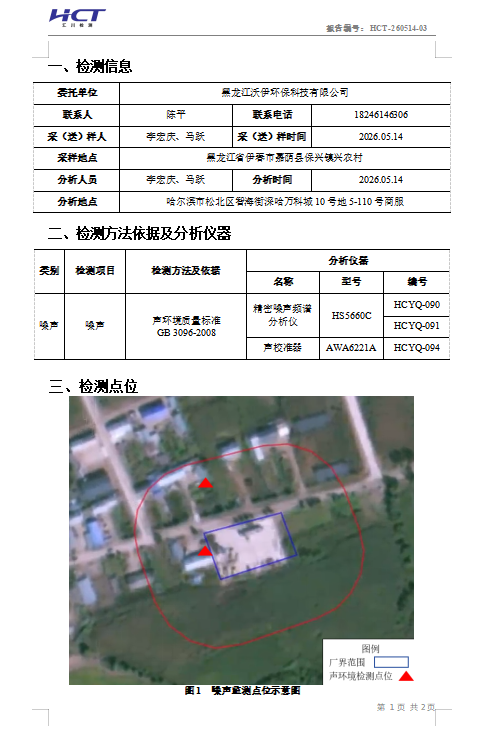 HCT
汇川检测
报告编号：HCT-260514-03
一、检测信息
委托单位 黑龙江沃伊环保科技有限公司
联系人 陈平 联系电话 18246146306
采（送）样人 李宏庆、马跃 采（送）样时间 2026.05.14
采样地点 黑龙江省伊春市嘉荫县保兴镇兴农村
分析人员 李宏庆、马跃 分析时间 2026.05.14
分析地点 哈尔滨市松北区智海街深哈万科城 10 号地 5-110 号商服
二、检测方法依据及分析仪器
类别 检测项目 检测方法及依据 分析仪器
名称 型号 编号
噪声 噪声 声环境质量标准
GB 3096-2008
精密噪声频谱
分析仪
HS5660C
HCYQ-090
HCYQ-091
声校准器 AWA6221A HCYQ-094
三、检测点位
图例
厂界范围
声环境检测点位
图 1 噪声监测点位示意图
第 1 页 共 2 页